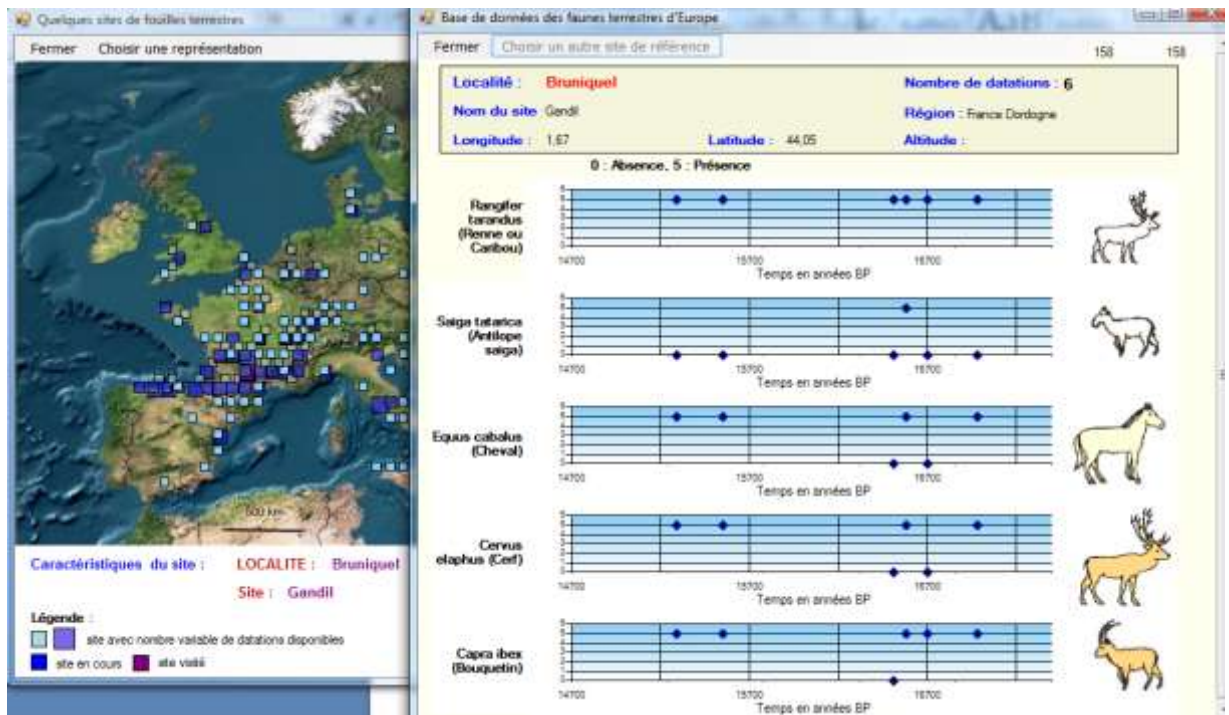 Quelques sites de fouilles terrestres
Fermer Choisir une représentation
500 km
Caractéristiques du site : LOCALITE : Bruniquel
Site : Gandil
Légende :
site avec nombre variable de datations disponibles
site en cours site visité
Base de données des faunes terrestres d'Europe
Fermer Choisir un autre site de référence 158 158
Localité : Bruniquel Nombre de datations : 6
Nom du site Gandil Région : France Dordogne
Longitude : 1,67 Latitude : 44,05 Altitude :
0 : Absence, 5 : Présence
Rangifer
tarandus
(Renne ou
Caribou)
14700 15700 16700
Temps en années BP
Saiga tatarica
(Antilope
saiga)
14700 15700 16700
Temps en années BP
Equus cabalus
(Cheval)
14700 15700 16700
Temps en années BP
Cervus
elaphus (Cerf)
14700 15700 16700
Temps en années BP
Capra ibex
(Bouquetin)
14700 15700 16700
Temps en années BP